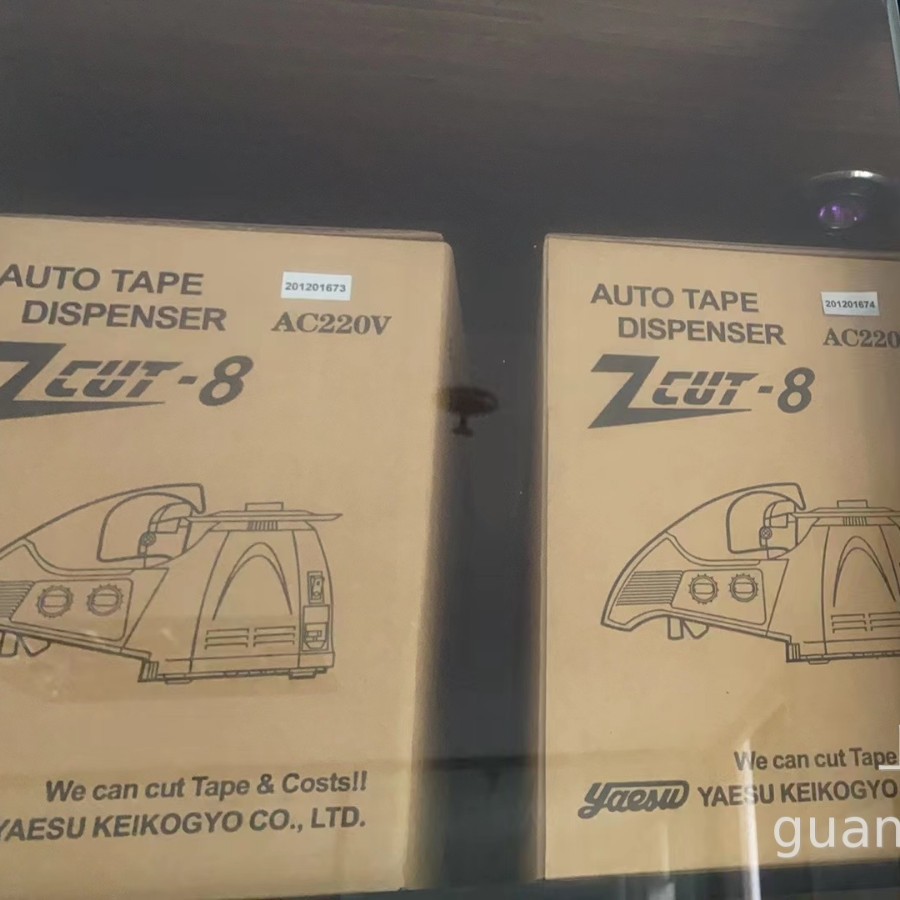 AUTO TAPE
DISPENSER
201201673
AC220V
ZCUT-8
We can cut Tape & Costs!!
YAESU KEIKOGYO CO., LTD.
AUTO TAPE
DISPENSER
201201674
AC220
ZCUT-8
We can cut Tape
Yaesu YAESU KEIKOGYO
guan